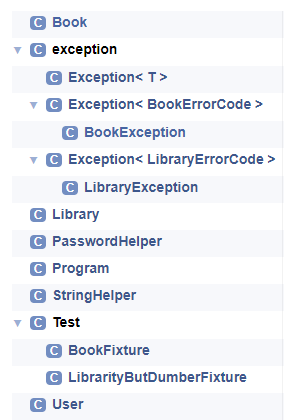 C Book
▼ C exception
C Exception< T >
▼ C Exception< BookErrorCode >
C BookException
▼ C Exception< LibraryErrorCode >
C LibraryException
C Library
C PasswordHelper
C Program
C StringHelper
▼ C Test
C BookFixture
C LibrarityButDumberFixture
C User